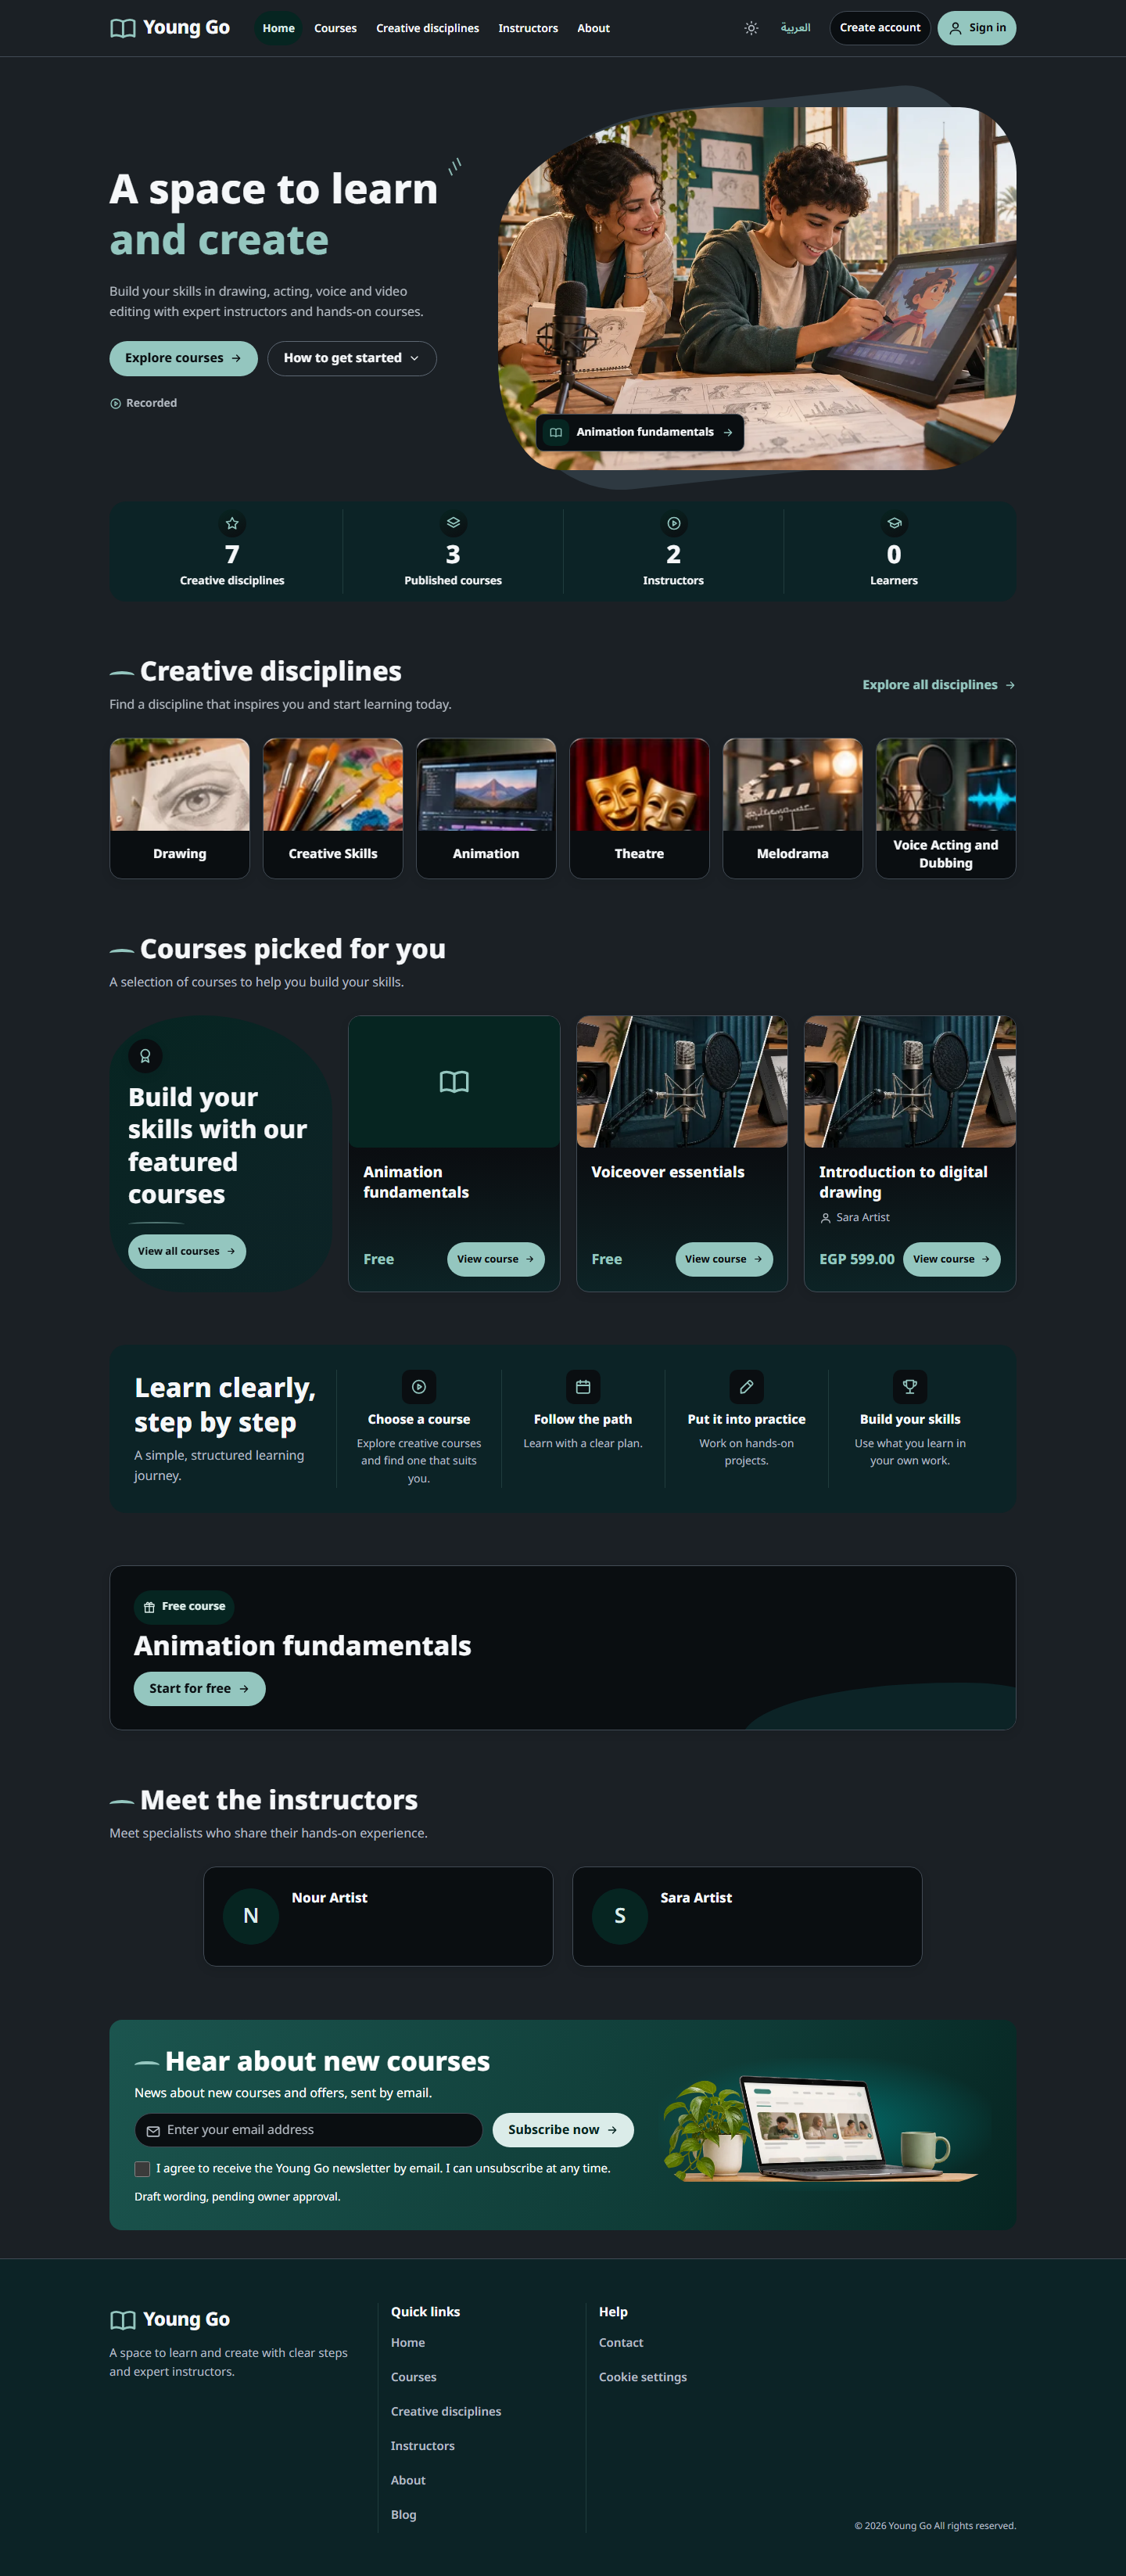 Young Go
Home
Courses
Creative disciplines
Instructors
About
العربية
Create account
Sign in
A space to learn
and create
Build your skills in drawing, acting, voice and video
editing with expert instructors and hands-on courses.
Explore courses
How to get started
Recorded
Animation fundamentals
7
Creative disciplines
3
Published courses
2
Instructors
0
Learners
Creative disciplines
Find a discipline that inspires you and start learning today.
Explore all disciplines
Drawing
Creative Skills
Animation
Theatre
Melodrama
Voice Acting and
Dubbing
Courses picked for you
A selection of courses to help you build your skills.
Build your
skills with our
featured
courses
View all courses
Animation
fundamentals
Free
View course
Voiceover essentials
Free
View course
Introduction to digital
drawing
Sara Artist
EGP 599.00
View course
Learn clearly,
step by step
A simple, structured learning
journey.
Choose a course
Explore creative courses
and find one that suits
you.
Follow the path
Learn with a clear plan.
Put it into practice
Work on hands-on
projects.
Build your skills
Use what you learn in
your own work.
Free course
Animation fundamentals
Start for free
Meet the instructors
Meet specialists who share their hands-on experience.
N
Nour Artist
S
Sara Artist
Hear about new courses
News about new courses and offers, sent by email.
Enter your email address
Subscribe now
I agree to receive the Young Go newsletter by email. I can unsubscribe at any time.
Draft wording, pending owner approval.
Young Go
A space to learn and create with clear steps
and expert instructors.
Quick links
Home
Courses
Creative disciplines
Instructors
About
Blog
Help
Contact
Cookie settings
© 2026 Young Go All rights reserved.